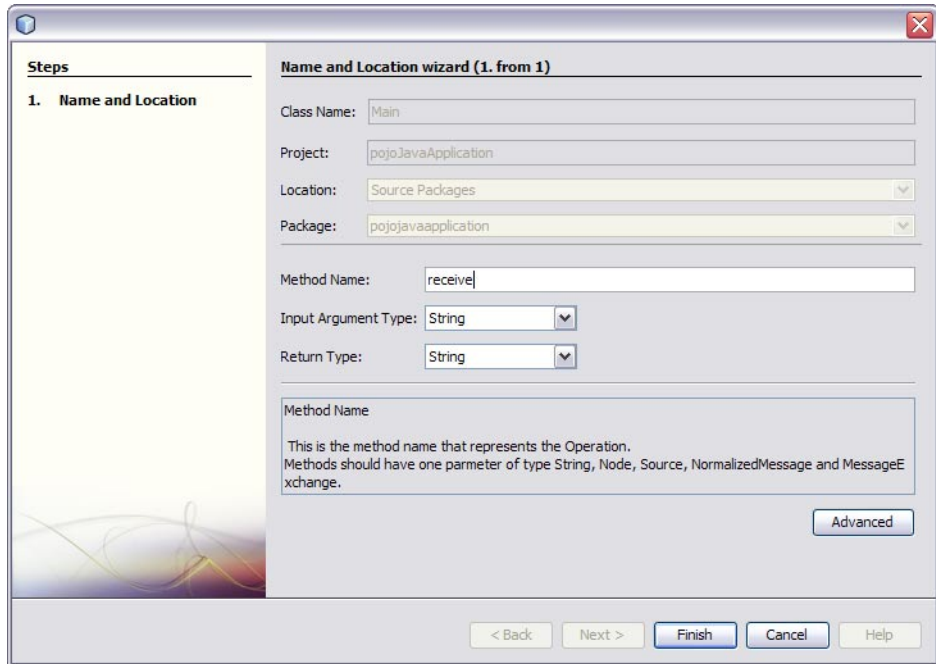 Steps
1. Name and Location
Name and Location wizard (1. from 1)
Class Name: Main
Project: pojoJavaApplication
Location: Source Packages
Package: pojojavaapplication
Method Name: receive
Input Argument Type: String
Return Type: String
Method Name
This is the method name that represents the Operation.
Methods should have one parmeter of type String, Node, Source, NormalizedMessage and MessageE
xchange.
Advanced
< Back Next > Finish Cancel Help